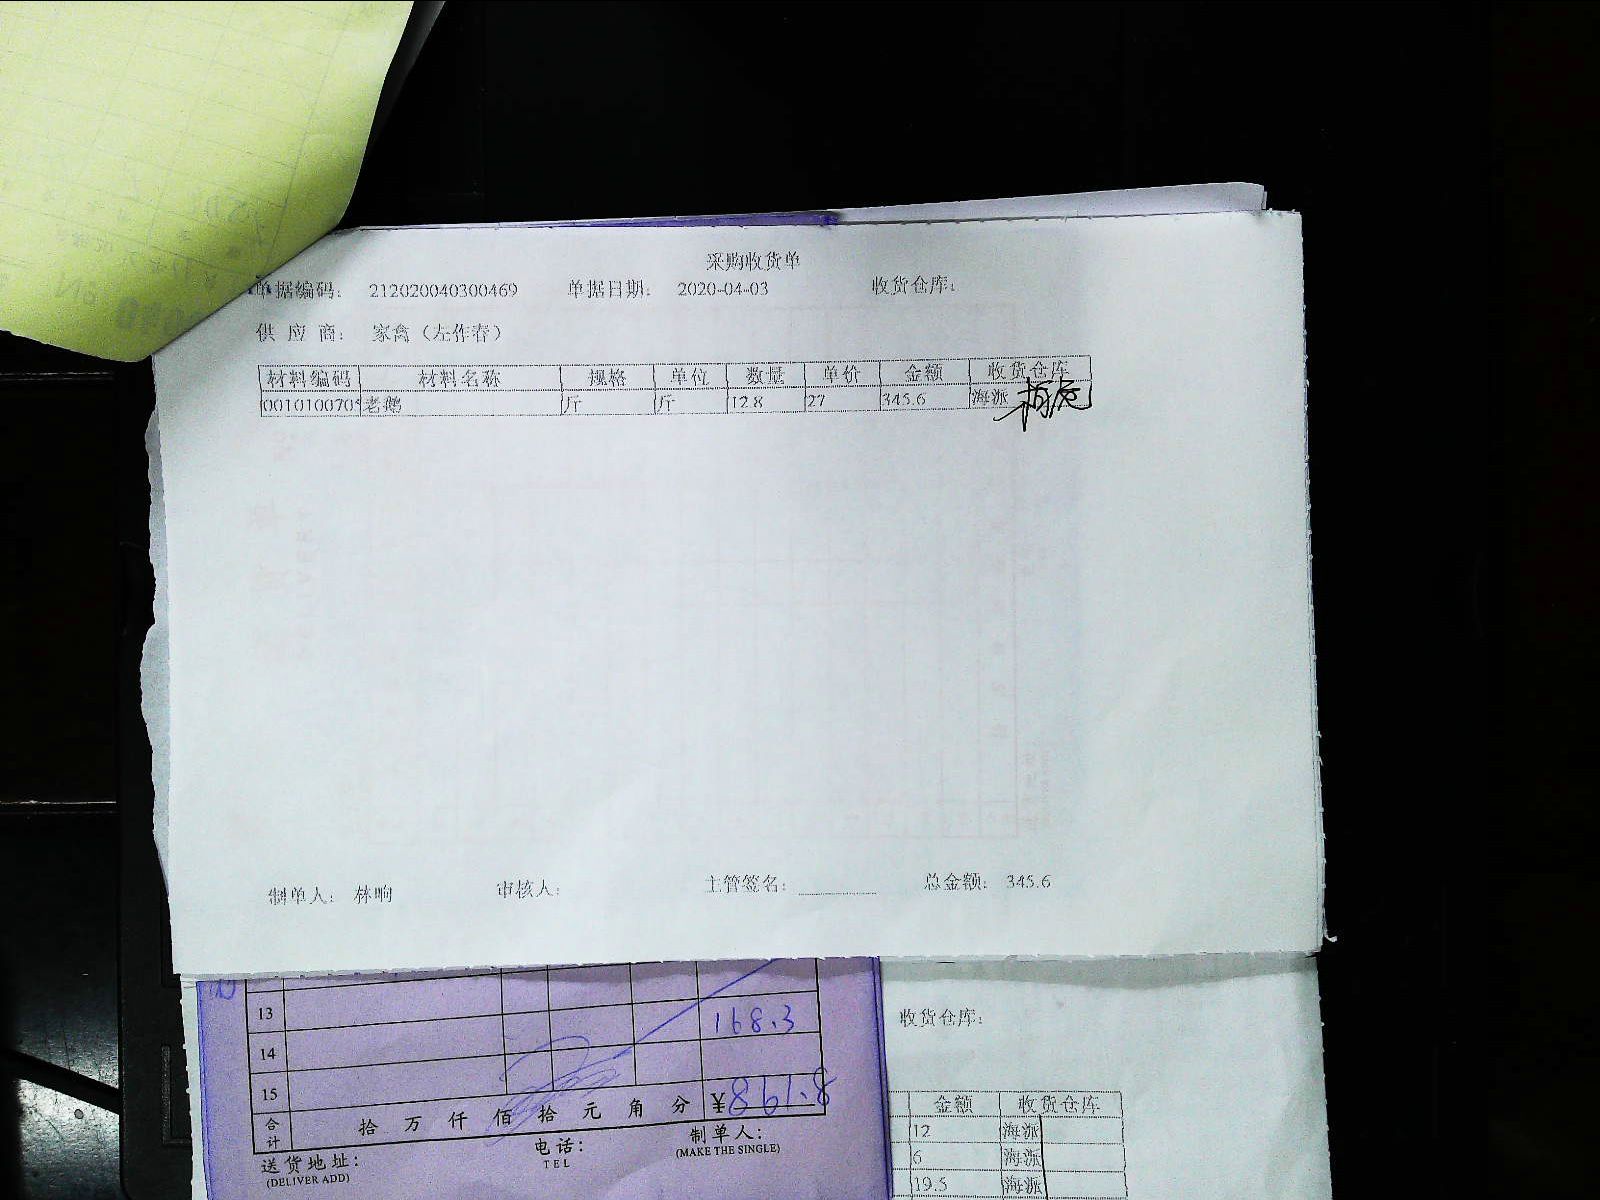 采购收货单
单据编码： 212020040300469 单据日期： 2020-04-03 收货仓库：
供 应 商： 家禽（左作春）
材料编码 材料名称 规格 单位 数量 单价 金额 收货仓库
001010070 老鹅 斤 斤 12.8 27 345.6 海派
制单人： 林响 审核人： 主管签名： 总金额： 345.6
13 168.3
14
15
合计 拾 万 仟 佰 拾 元 角 分 ¥861.8
送货地址： 电话： 制单人：
(DELIVER ADD) TEL (MAKE THE SINGLE)
收货仓库：
金额 收货仓库
12 海派
6 海派
19.5 海派